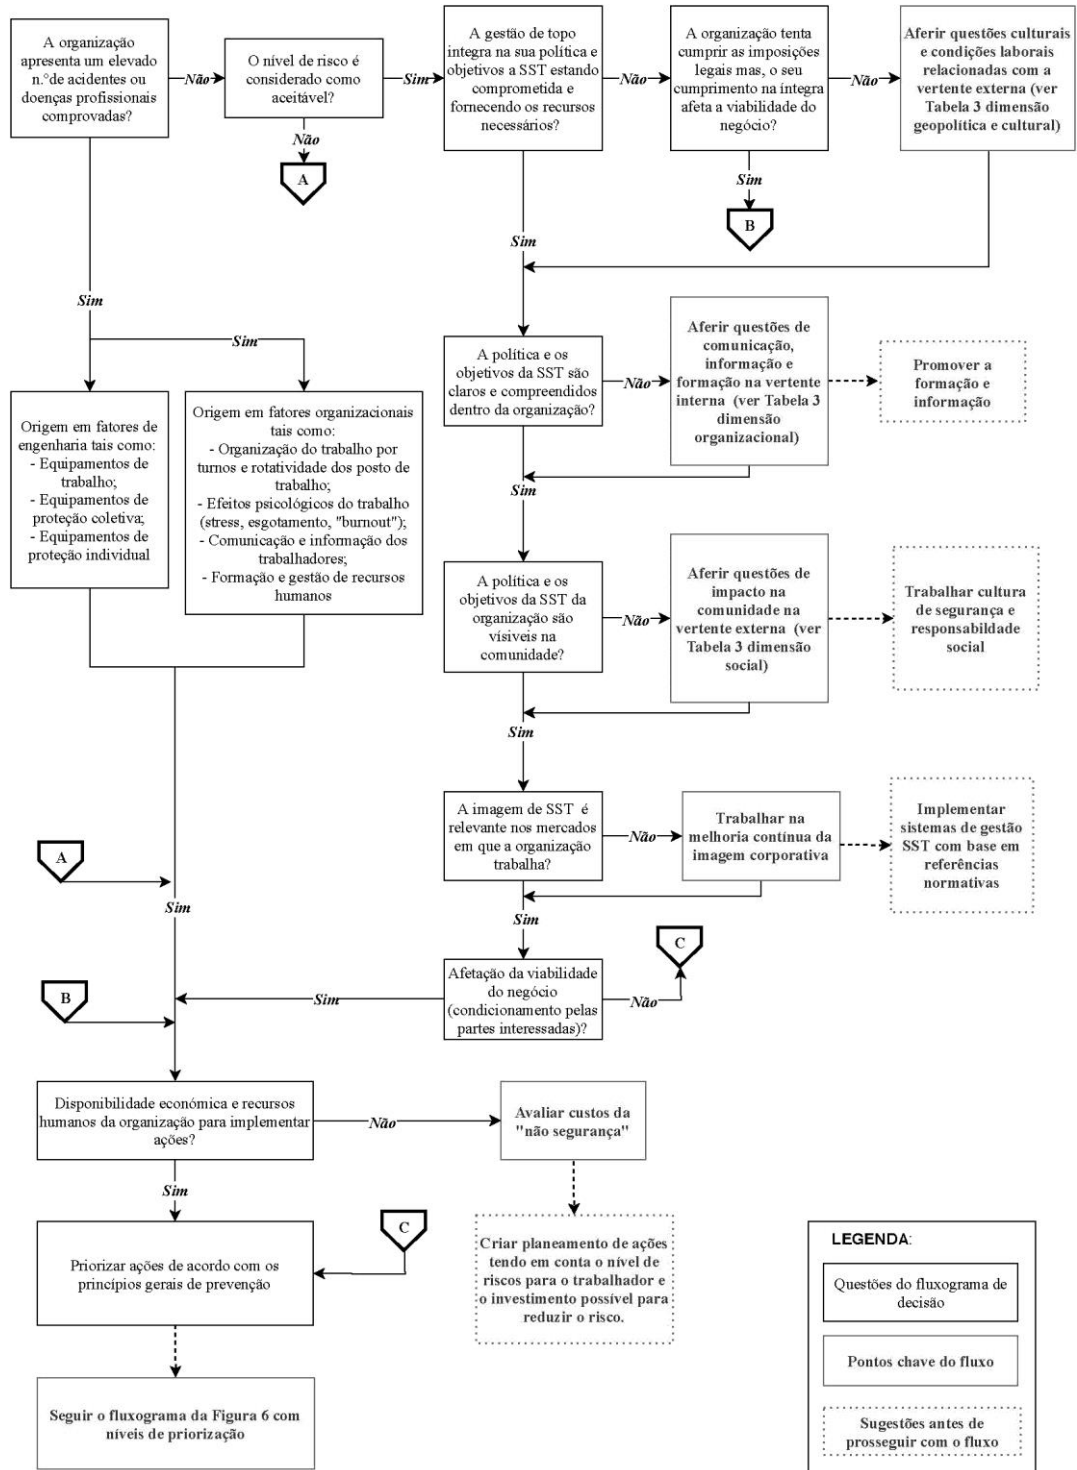 A organização
apresenta um elevado
n.°de acidentes ou
doenças profissionais
comprovadas?
Não
O nível de risco é
considerado como
aceitável?
Sim
A gestão de topo
integra na sua política e
objetivos a SST estando
comprometida e
fornecendo os recursos
necessários?
Não
A organização tenta
cumprir as imposições
legais mas, o seu
cumprimento na íntegra
afeta a viabilidade do
negócio?
Não
Aferir questões culturais
e condições laborais
relacionadas com a
vertente externa (ver
Tabela 3 dimensão
geopolítica e cultural)
Não
A
Sim
B
Sim
Sim
Sim
Origem em fatores de
engenharia tais como:
- Equipamentos de
trabalho;
- Equipamentos de
proteção coletiva;
- Equipamentos de
proteção individual
Origem em fatores organizacionais
tais como:
- Organização do trabalho por
turnos e rotatividade dos posto de
trabalho;
- Efeitos psicológicos do trabalho
(stress, esgotamento, "burnout");
- Comunicação e informação dos
trabalhadores;
- Formação e gestão de recursos
humanos
A política e os
objetivos da SST são
claros e compreendidos
dentro da organização?
Não
Aferir questões de
comunicação,
informação e
formação na vertente
interna (ver Tabela 3
dimensão
organizacional)
Promover a
formação e
informação
Sim
A política e os
objetivos da SST da
organização são
vísiveis na
comunidade?
Não
Aferir questões de
impacto na
comunidade na
vertente externa (ver
Tabela 3 dimensão
social)
Trabalhar cultura
de segurança e
responsabildade
social
Sim
A imagem de SST é
relevante nos mercados
em que a organização
trabalha?
Não
Trabalhar na
melhoria contínua da
imagem corporativa
Implementar
sistemas de gestão
SST com base em
referências
normativas
A
Sim
Sim
C
B
Sim
Afetação da viabilidade
do negócio
(condicionamento pelas
partes interessadas)?
Não
Disponibilidade económica e recursos
humanos da organização para implementar
ações?
Não
Avaliar custos da
"não segurança"
Sim
Priorizar ações de acordo com os
princípios gerais de prevenção
C
Criar planeamento de ações
tendo em conta o nível de
riscos para o trabalhador e
o investimento possível para
reduzir o risco.
Seguir o fluxograma da Figura 6 com
níveis de priorização
LEGENDA:
Questões do fluxograma de
decisão
Pontos chave do fluxo
Sugestões antes de
prosseguir com o fluxo